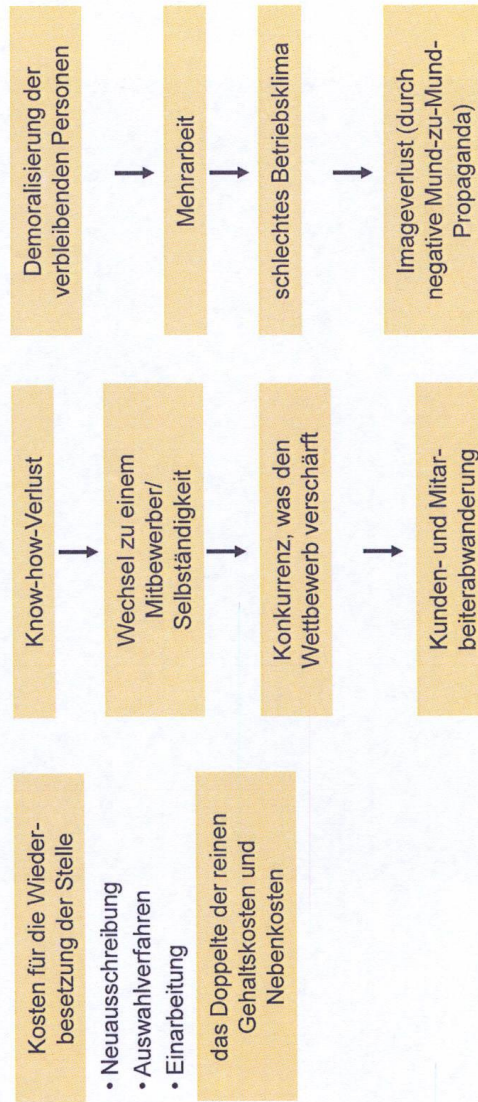 Kosten für die Wieder-
besetzung der Stelle
• Neuausschreibung
• Auswahlverfahren
• Einarbeitung
das Doppelte der reinen
Gehaltskosten und
Nebenkosten
Know-how-Verlust
Wechsel zu einem
Mitbewerber/
Selbständigkeit
Konkurrenz, was den
Wettbewerb verschärft
Kunden- und Mitar-
beiterabwanderung
Demoralisierung der
verbleibenden Personen
Mehrarbeit
schlechtes Betriebsklima
Imageverlust (durch
negative Mund-zu-Mund-
Propaganda)